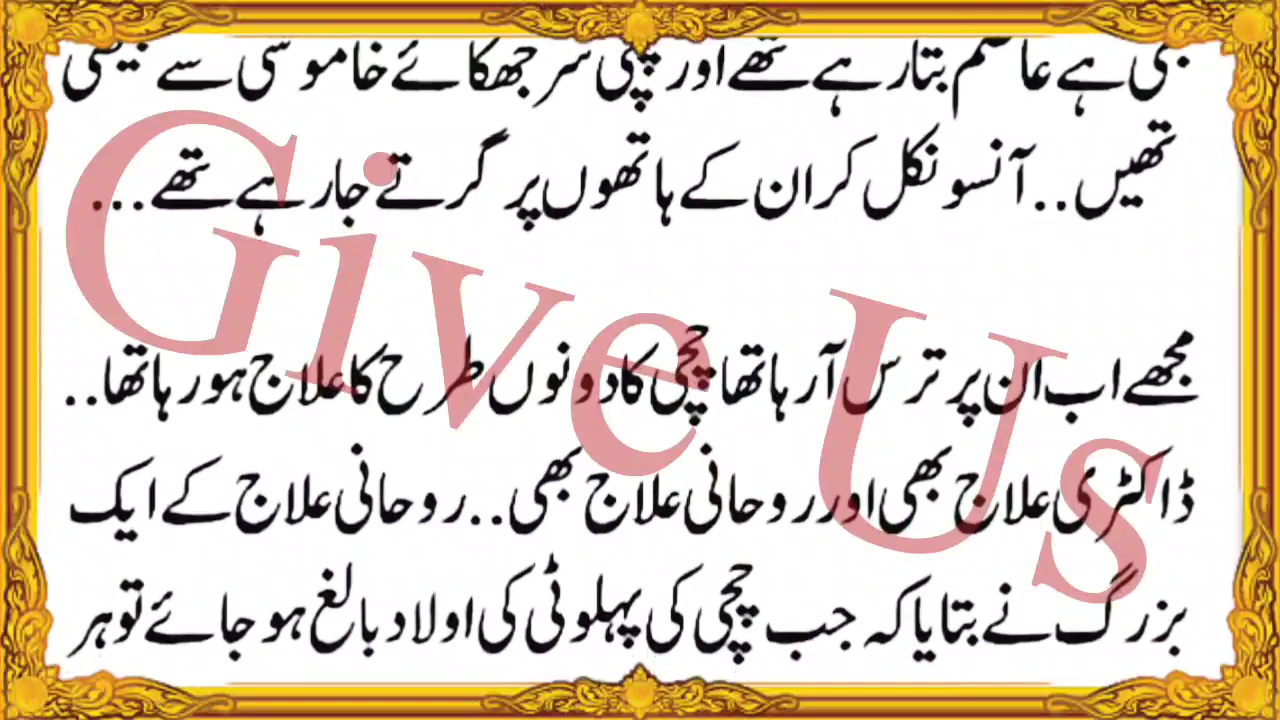 بھی ہے عاصم بتا رہے تھے اور چچی سر جھکائے خاموسی سے بیٹھی
تھیں.. آنسو نکل کر ان کے ہاتھوں پر گرتے جا رہے تھے...
مجھے اب ان پر ترس آ رہا تھا چچی کا دونوں طرح کا علاج ہو رہا تھا..
ڈاکٹری علاج بھی اور روحانی علاج بھی.. روحانی علاج کے ایک
بزرگ نے بتایا کہ جب چچی کی پہلوٹی کی اولاد بالغ ہو جائے تو ہر
Give Us